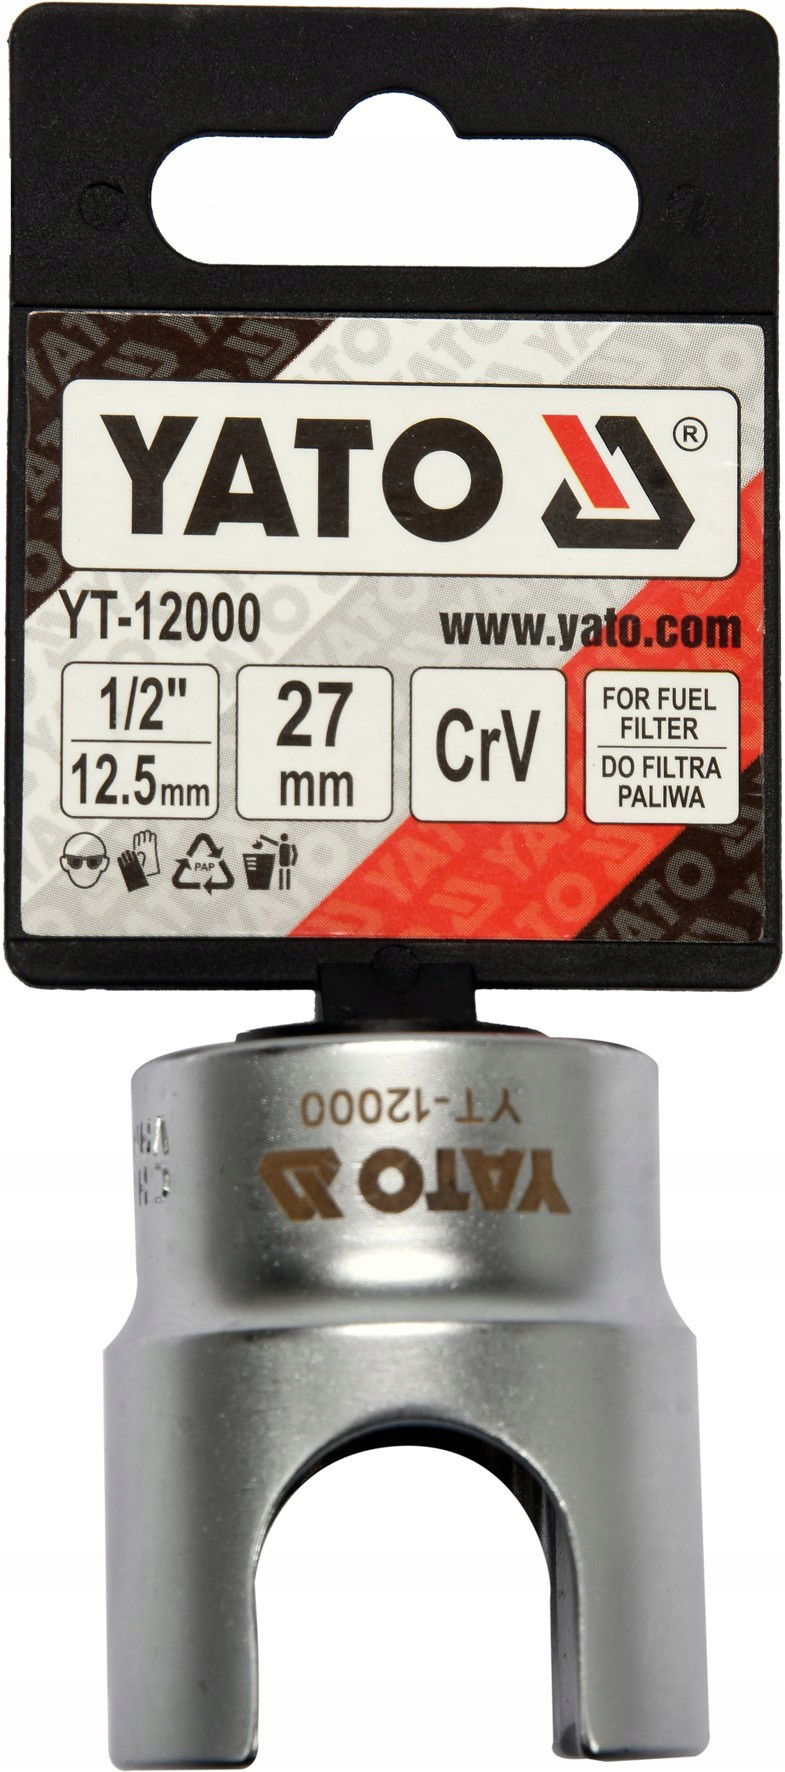 YATO ®
YT-12000
www.yato.com
1/2"
12.5mm
27
mm
CrV
FOR FUEL
FILTER
DO FILTRA
PALIWA
PAP
YT-12000
YATO